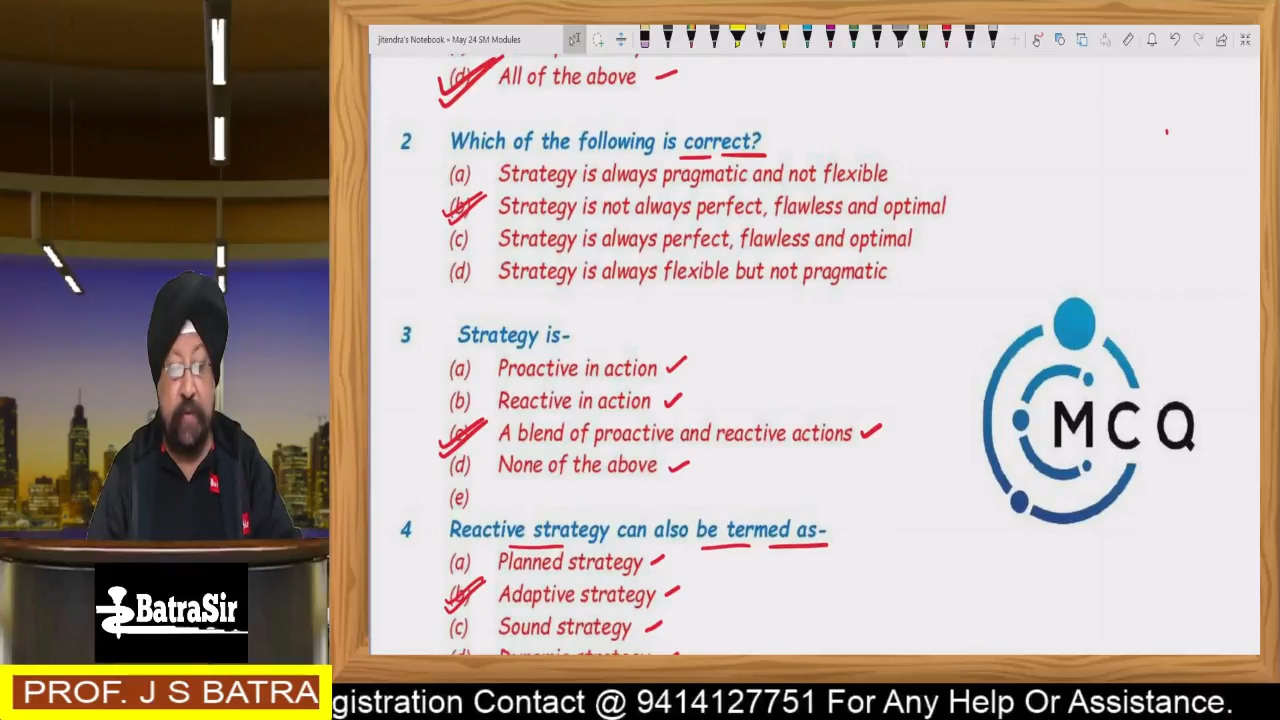 jitendra's Notebook » May 24 SM Modules
(d) All of the above
2 Which of the following is correct?
(a) Strategy is always pragmatic and not flexible
(b) Strategy is not always perfect, flawless and optimal
(c) Strategy is always perfect, flawless and optimal
(d) Strategy is always flexible but not pragmatic
3 Strategy is-
(a) Proactive in action
(b) Reactive in action
(c) A blend of proactive and reactive actions
(d) None of the above
(e)
4 Reactive strategy can also be termed as-
(a) Planned strategy
(b) Adaptive strategy
(c) Sound strategy
(d) Dynamic strategy
MCQ
BatraSir
PROF. J S BATRA
gistration Contact @ 9414127751 For Any Help Or Assistance.